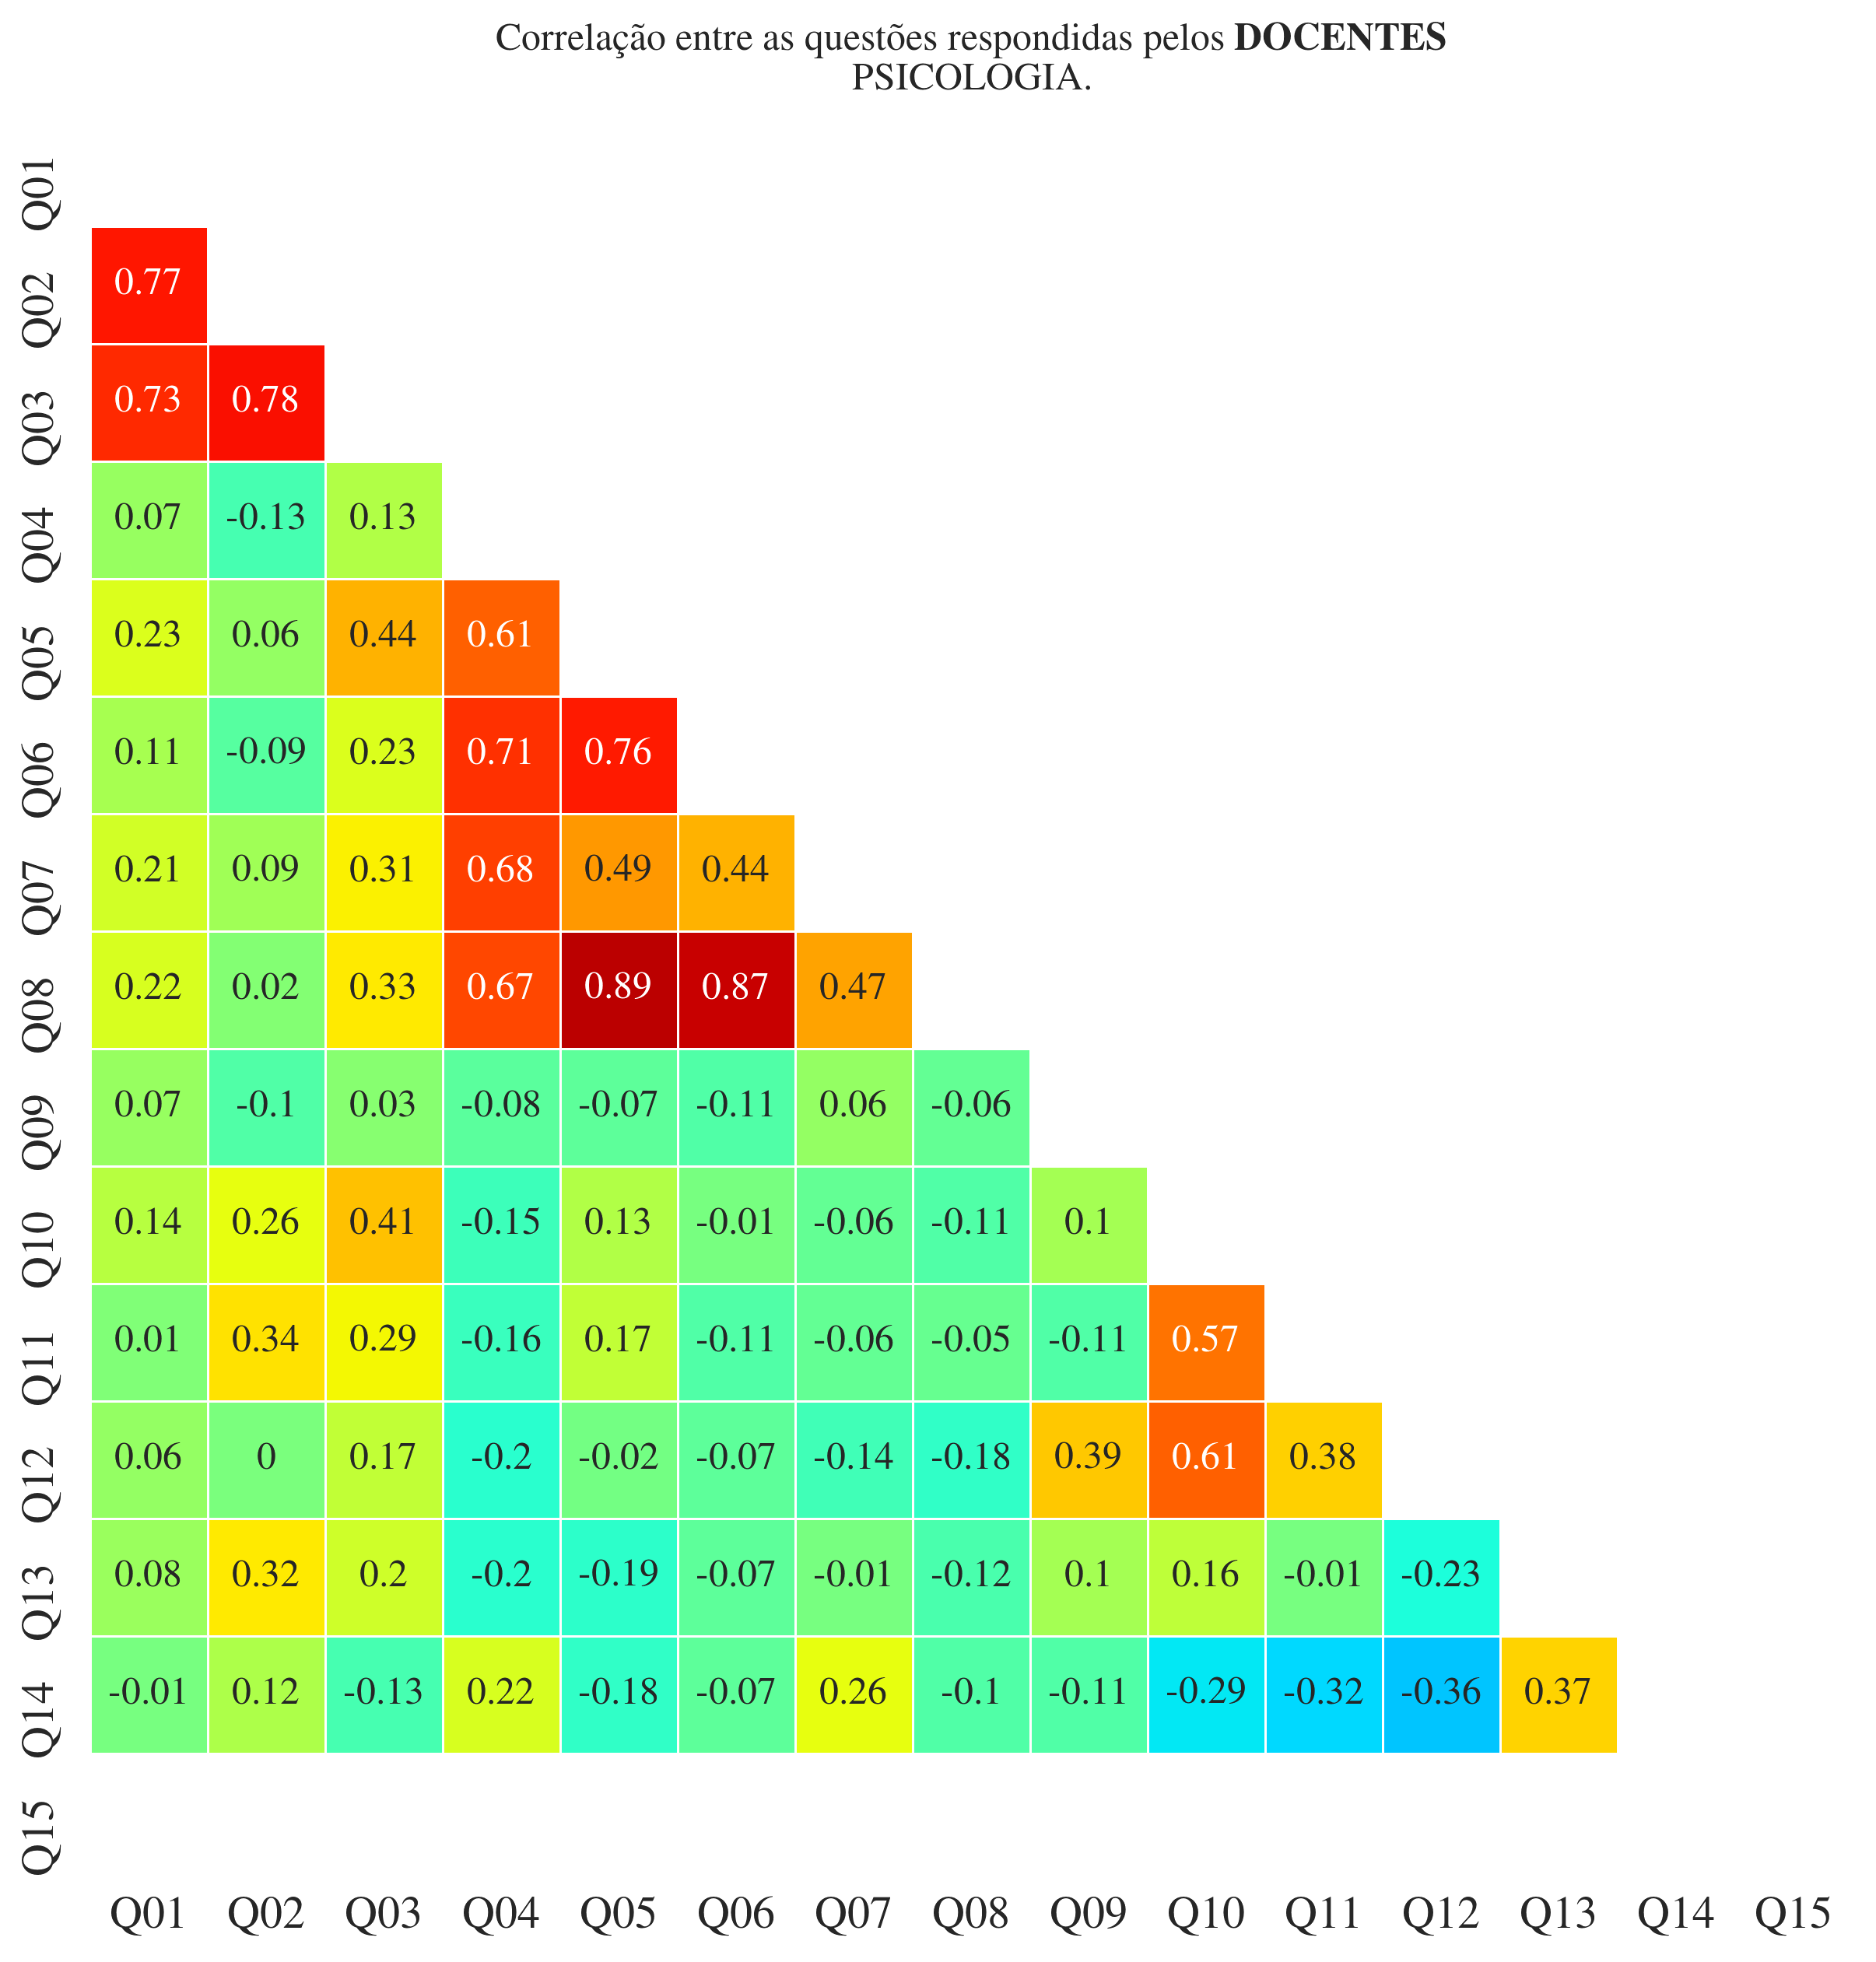 Correlação entre as questões respondidas pelos DOCENTES
PSICOLOGIA.
Q01
Q02 0.77
Q03 0.73 0.78
Q04 0.07 -0.13 0.13
Q05 0.23 0.06 0.44 0.61
Q06 0.11 -0.09 0.23 0.71 0.76
Q07 0.21 0.09 0.31 0.68 0.49 0.44
Q08 0.22 0.02 0.33 0.67 0.89 0.87 0.47
Q09 0.07 -0.1 0.03 -0.08 -0.07 -0.11 0.06 -0.06
Q10 0.14 0.26 0.41 -0.15 0.13 -0.01 -0.06 -0.11 0.1
Q11 0.01 0.34 0.29 -0.16 0.17 -0.11 -0.06 -0.05 -0.11 0.57
Q12 0.06 0 0.17 -0.2 -0.02 -0.07 -0.14 -0.18 0.39 0.61 0.38
Q13 0.08 0.32 0.2 -0.2 -0.19 -0.07 -0.01 -0.12 0.1 0.16 -0.01 -0.23
Q14 -0.01 0.12 -0.13 0.22 -0.18 -0.07 0.26 -0.1 -0.11 -0.29 -0.32 -0.36 0.37
Q15
Q01 Q02 Q03 Q04 Q05 Q06 Q07 Q08 Q09 Q10 Q11 Q12 Q13 Q14 Q15